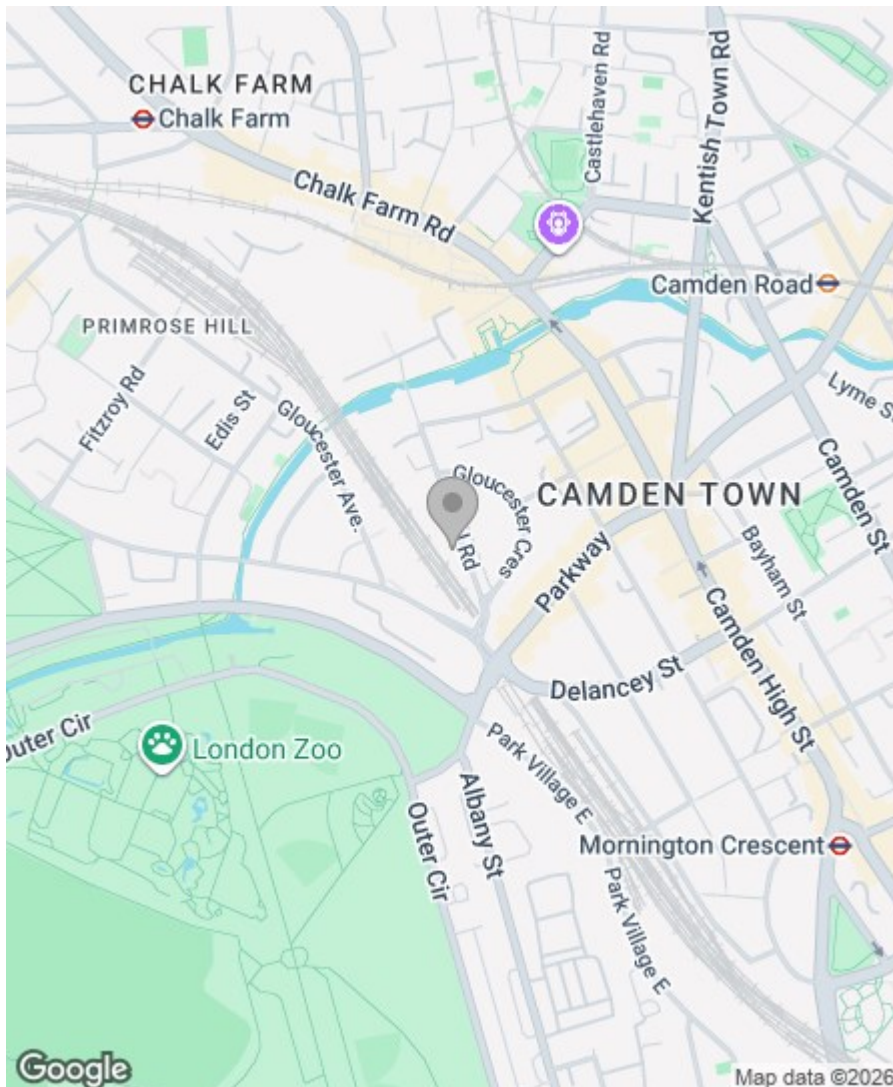 CHALK FARM
Chalk Farm
Castlehaven Rd
Kentish Town Rd
Chalk Farm Rd
Camden Road
PRIMROSE HILL
Fitzroy Rd
Edis St
Gloucester Ave.
Lyme S
Gloucester Cres
CAMDEN TOWN
Camden St
l Rd
Parkway
Bayham St
Camden High St
Delancey St
Outer Cir
London Zoo
Park Village E
Albany St
Outer Cir
Mornington Crescent
Park Village E
Google
Map data ©2026